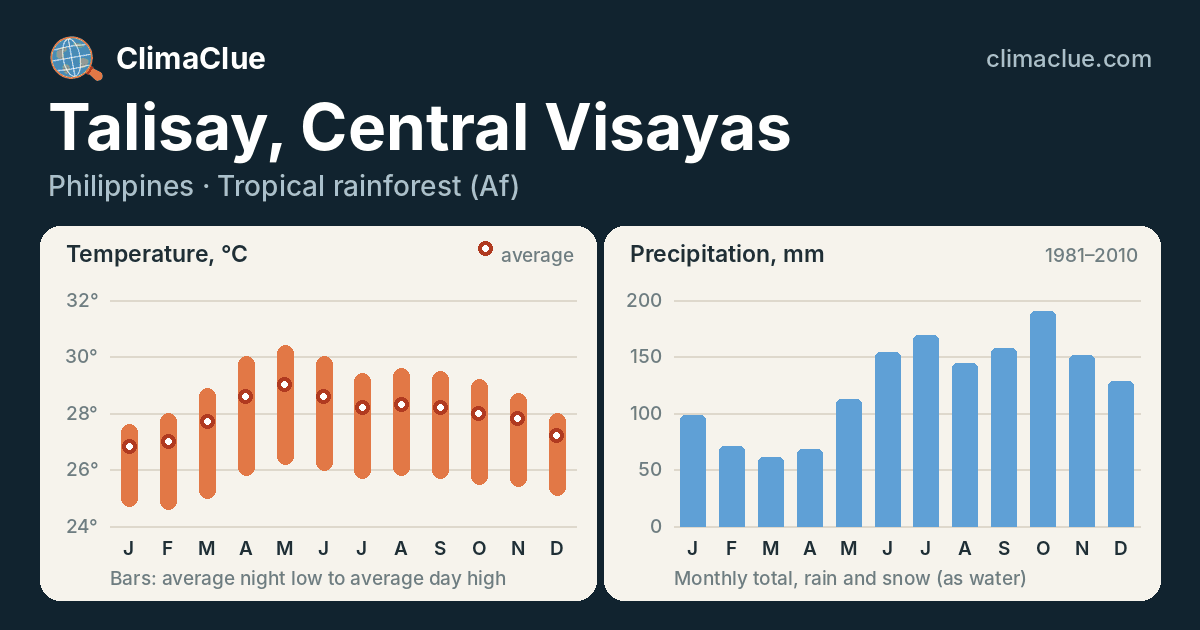 ClimaClue
climaclue.com
Talisay, Central Visayas
Philippines · Tropical rainforest (Af)
Temperature, °C
average
32°
30°
28°
26°
24°
J F M A M J J A S O N D
Bars: average night low to average day high
Precipitation, mm
1981–2010
200
150
100
50
0
J F M A M J J A S O N D
Monthly total, rain and snow (as water)